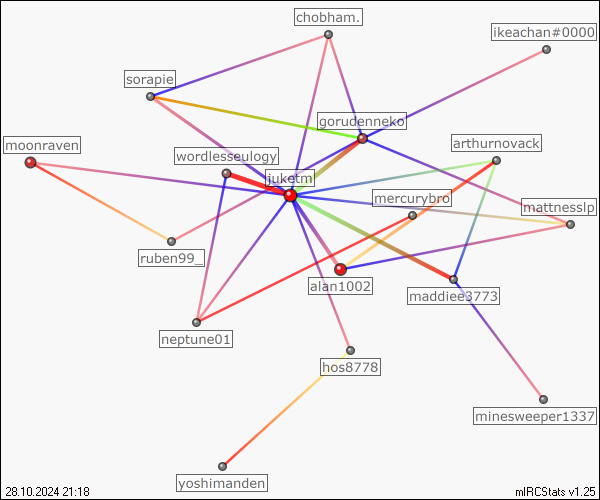 chobham.
ikeachan#0000
sorapie
gorudenneko
arthurnovack
moonraven
wordlesseulogy
iuketm
mercurybro
mattnesslp
ruben99_
alan1002
maddiee3773
neptune01
hos8778
minesweeper1337
yoshimanden
28.10.2024 21:18
mIRCStats v1.25